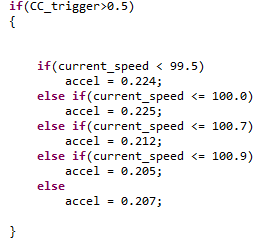 if(CC_trigger>0.5)
{
if(current_speed < 99.5)
accel = 0.224;
else if(current_speed <= 100.0)
accel = 0.225;
else if(current_speed <= 100.7)
accel = 0.212;
else if(current_speed <= 100.9)
accel = 0.205;
else
accel = 0.207;
}